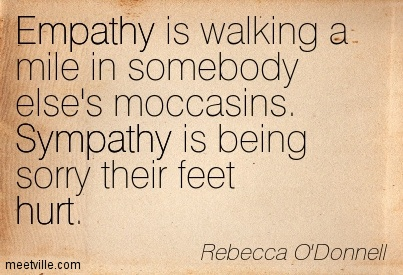 Empathy is walking a
mile in somebody
else's moccasins.
Sympathy is being
sorry their feet
hurt.
Rebecca O'Donnell
meetville.com